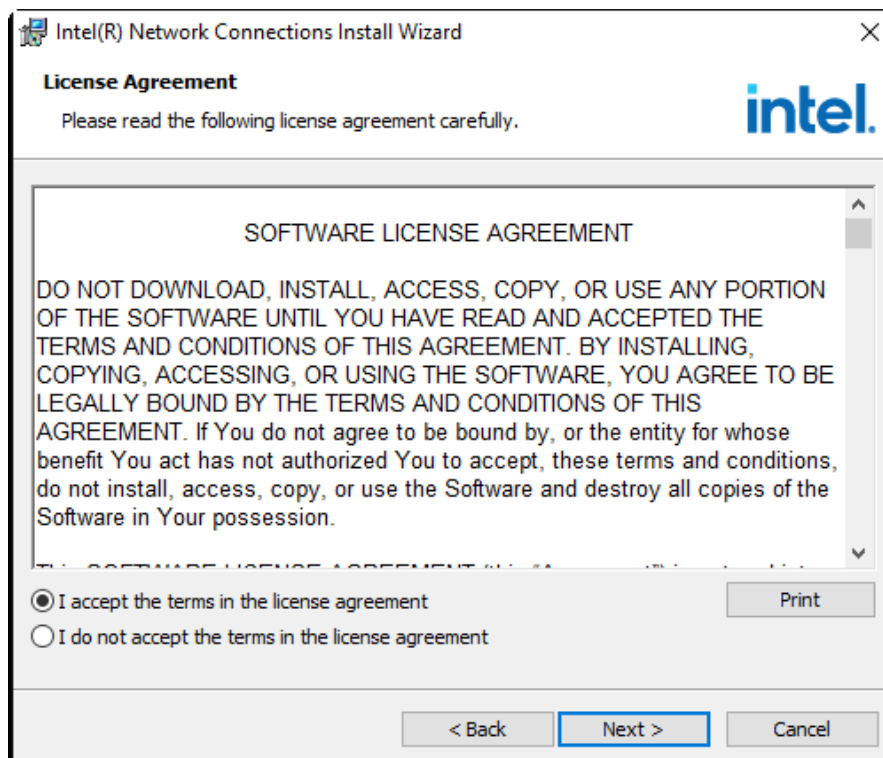 Intel(R) Network Connections Install Wizard
License Agreement
Please read the following license agreement carefully.
intel.
SOFTWARE LICENSE AGREEMENT
DO NOT DOWNLOAD, INSTALL, ACCESS, COPY, OR USE ANY PORTION
OF THE SOFTWARE UNTIL YOU HAVE READ AND ACCEPTED THE
TERMS AND CONDITIONS OF THIS AGREEMENT. BY INSTALLING,
COPYING, ACCESSING, OR USING THE SOFTWARE, YOU AGREE TO BE
LEGALLY BOUND BY THE TERMS AND CONDITIONS OF THIS
AGREEMENT. If You do not agree to be bound by, or the entity for whose
benefit You act has not authorized You to accept, these terms and conditions,
do not install, access, copy, or use the Software and destroy all copies of the
Software in Your possession.
This SOFTWARE LICENSE AGREEMENT (this
I accept the terms in the license agreement
Print
I do not accept the terms in the license agreement
< Back
Next >
Cancel